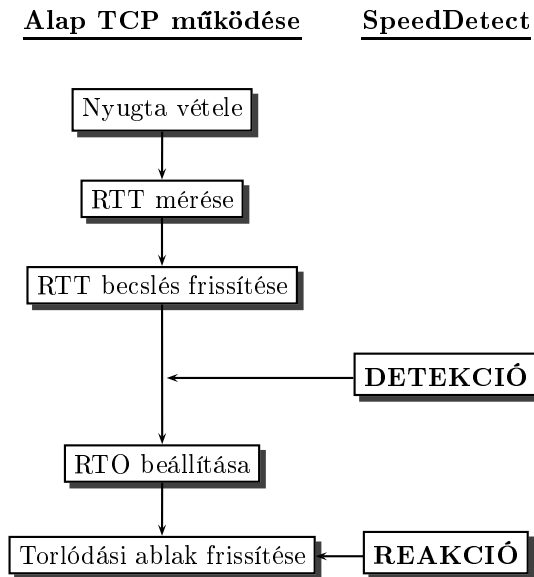 Alap TCP működése
SpeedDetect
Nyugta vétele
RTT mérése
RTT becslés frissítése
DETEKCIÓ
RTO beállítása
Torlódási ablak frissítése
REAKCIÓ